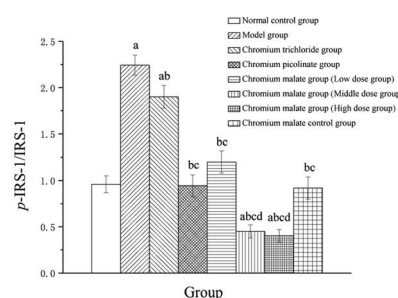 Normal control group
Model group
Chromium trichloride group
Chromium picolinate group
Chromium malate group (Low dose group)
Chromium malate group (Middle dose group)
Chromium malate group (High dose group)
Chromium malate control group
p-IRS-1/IRS-1
2.5
2.0
1.5
1.0
0.5
0.0
a
ab
bc
bc
abcd
abcd
bc
Group